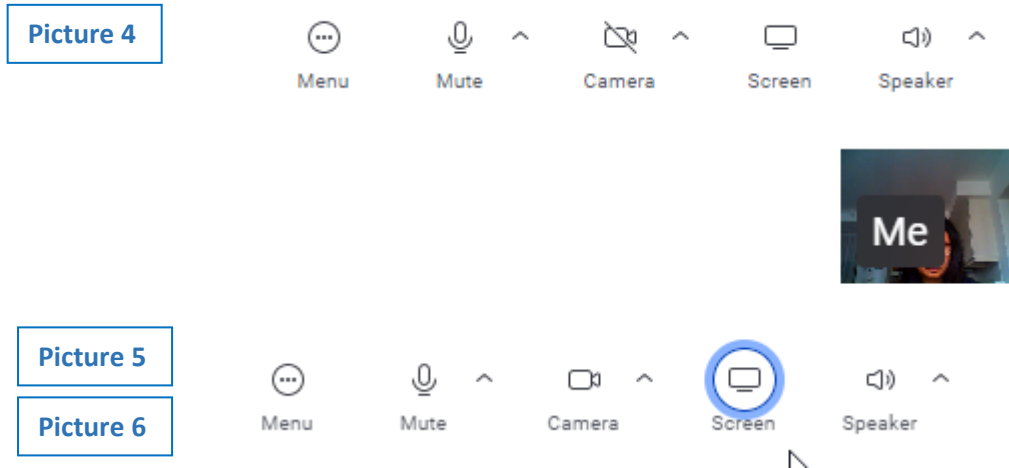 Picture 4
Menu Mute Camera Screen Speaker
Me
Picture 5
Picture 6
Menu Mute Camera Screen Speaker